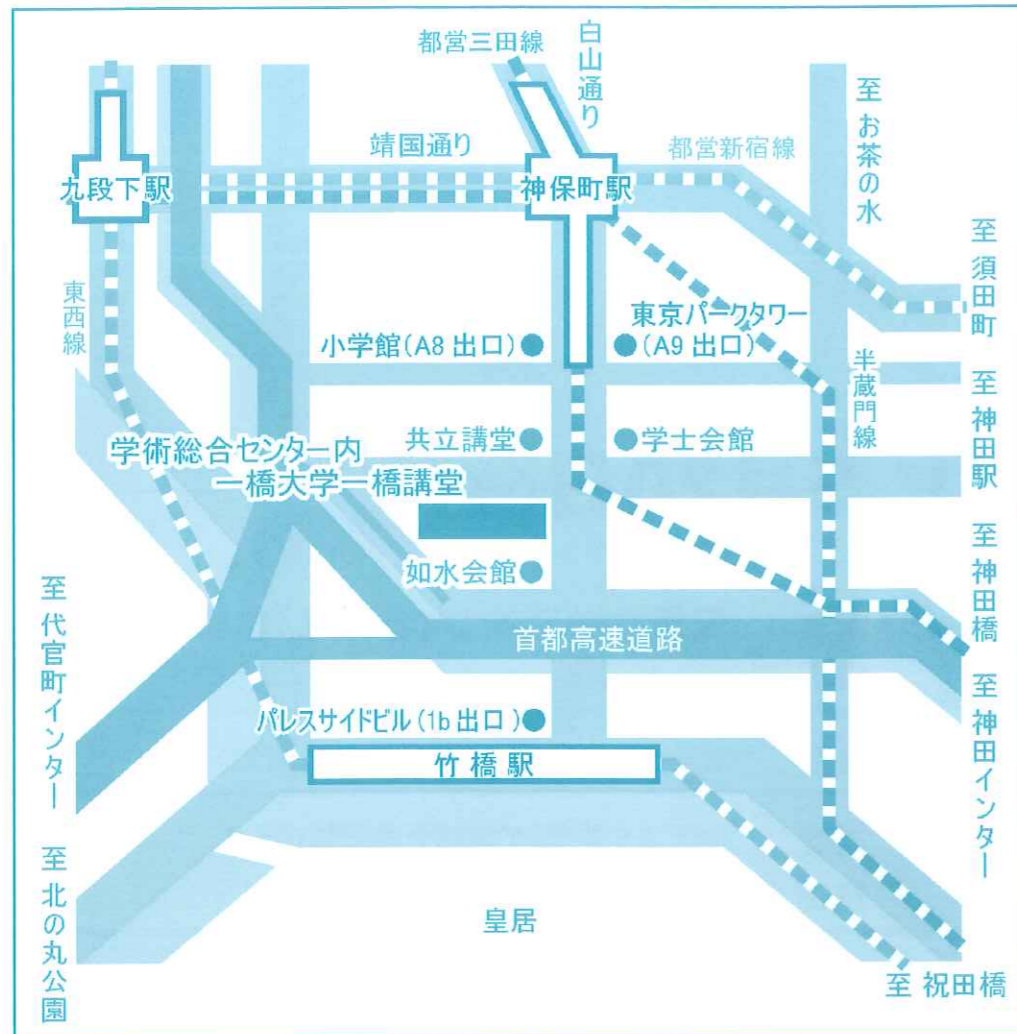 都営三田線
白山通り
靖国通り
都営新宿線
至 お茶の水
九段下駅
神保町駅
至 須田町
東西線
小学館(A8 出口)
東京パークタワー
(A9 出口)
半蔵門線
至 神田駅
共立講堂
学士会館
学術総合センター内
一橋大学一橋講堂
如水会館
至 神田橋
至 代官町インター
首都高速道路
至 神田インター
パレスサイドビル(1b 出口)
竹橋駅
至 北の丸公園
皇居
至 祝田橋